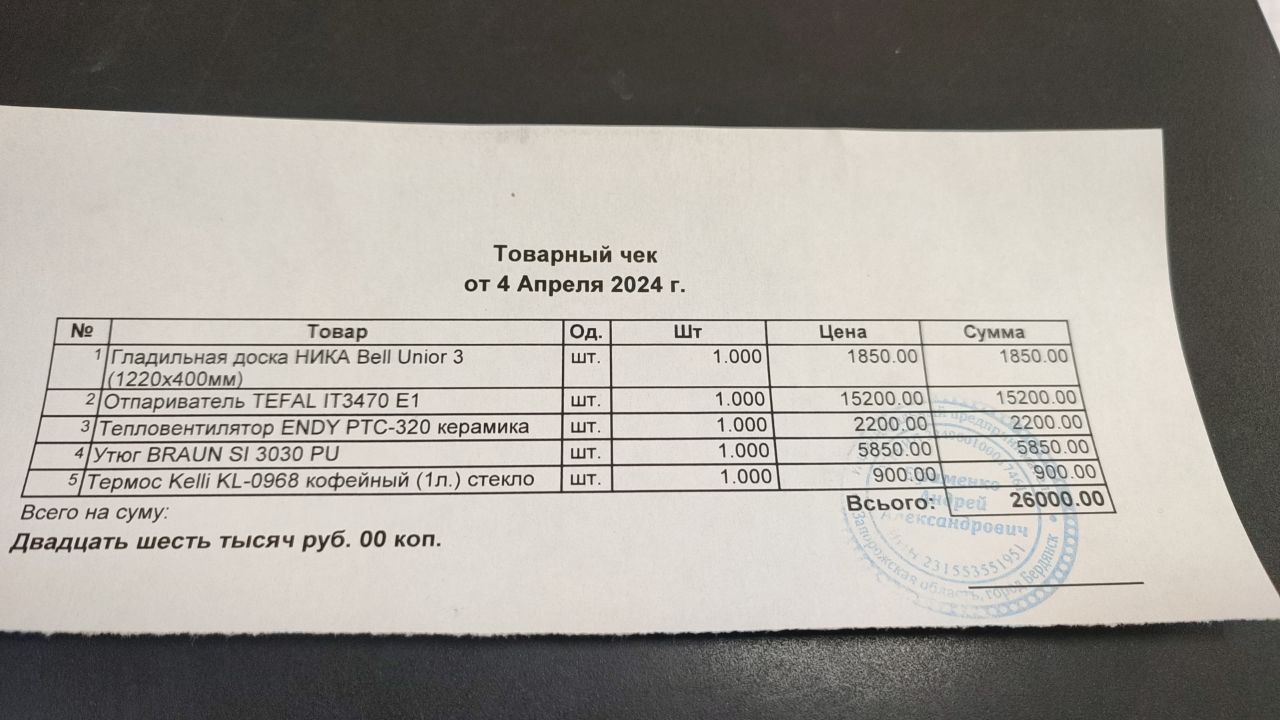 Товарный чек
от 4 Апреля 2024 г.
№ Товар Од. Шт Цена Сумма
1 Гладильная доска НИКА Bell Unior 3 шт. 1.000 1850.00 1850.00
(1220х400мм)
2 Отпариватель TEFAL IT3470 E1 шт. 1.000 15200.00 15200.00
3 Тепловентилятор ENDY PTC-320 керамика шт. 1.000 2200.00 2200.00
4 Утюг BRAUN SI 3030 PU шт. 1.000 5850.00 5850.00
5 Термос Kelli KL-0968 кофейный (1л.) стекло шт. 1.000 900.00 900.00
Всього: 26000.00
Всего на суму:
Двадцать шесть тысяч руб. 00 коп.
Андрей
Александрович
231553551951
Запорожская область, город Бердянск